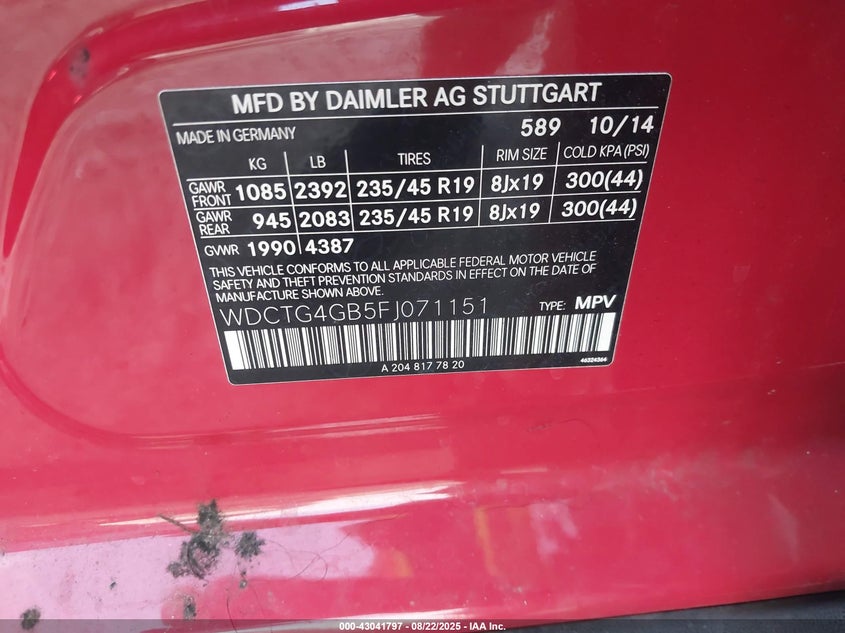 MFD BY DAIMLER AG STUTTGART
MADE IN GERMANY 589 10/14
KG LB TIRES RIM SIZE COLD KPA (PSI)
GAWR FRONT 1085 2392 235/45 R19 8Jx19 300(44)
GAWR REAR 945 2083 235/45 R19 8Jx19 300(44)
GVWR 1990 4387
THIS VEHICLE CONFORMS TO ALL APPLICABLE FEDERAL MOTOR VEHICLE
SAFETY AND THEFT PREVENTION STANDARDS IN EFFECT ON THE DATE OF
MANUFACTURE SHOWN ABOVE.
WDCTG4GB5FJ071151 TYPE: MPV
A 204 817 78 20 46324364
000-43041797 - 08/22/2025 - IAA Inc.